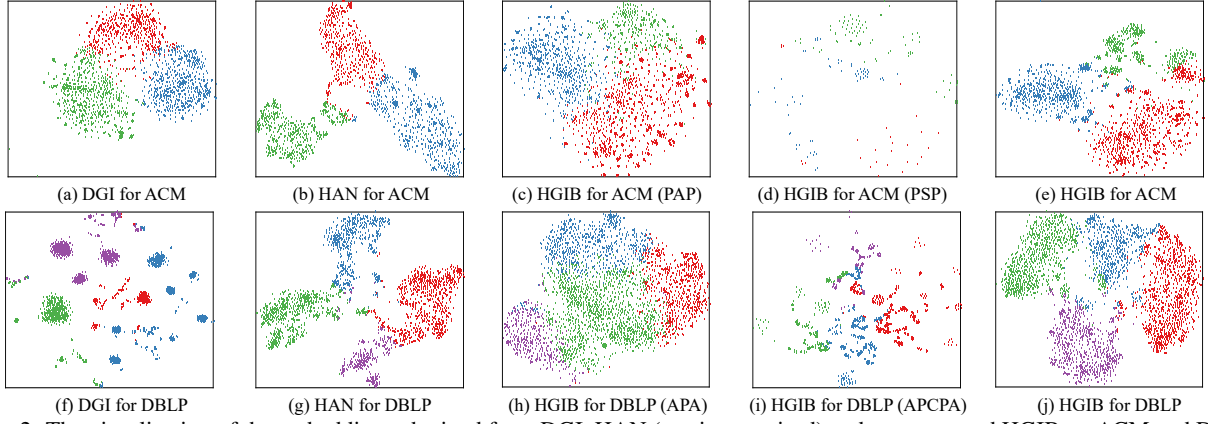 (a) DGI for ACM
(b) HAN for ACM
(c) HGIB for ACM (PAP)
(d) HGIB for ACM (PSP)
(e) HGIB for ACM
(f) DGI for DBLP
(g) HAN for DBLP
(h) HGIB for DBLP (APA)
(i) HGIB for DBLP (APCPA)
(j) HGIB for DBLP